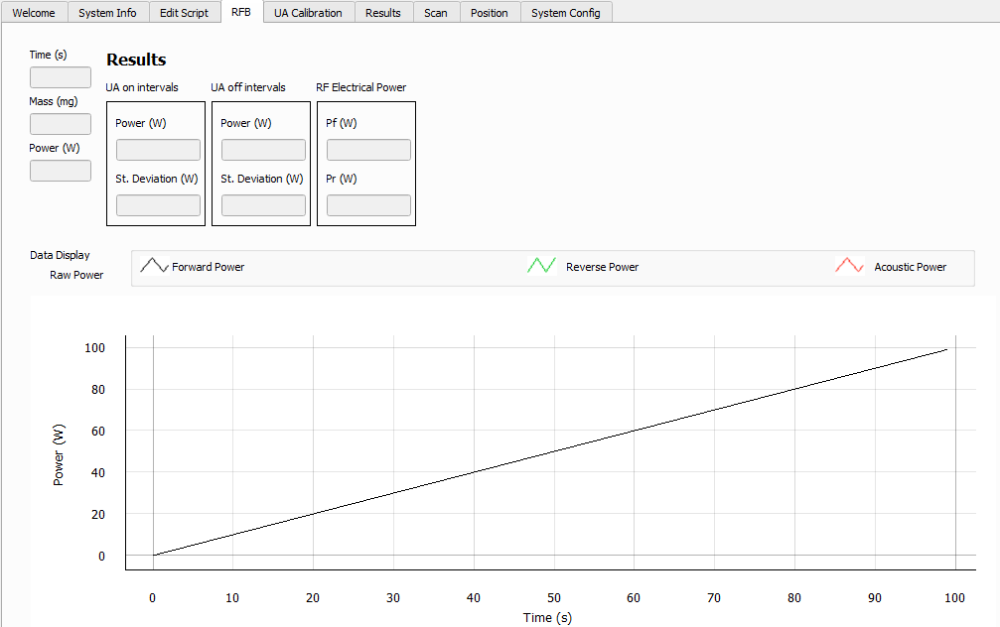 Welcome System Info Edit Script RFB UA Calibration Results Scan Position System Config
Time (s)
Mass (mg)
Power (W)
Results
UA on intervals UA off intervals RF Electrical Power
Power (W) Power (W) Pf (W)
St. Deviation (W) St. Deviation (W) Pr (W)
Data Display
Raw Power
Forward Power Reverse Power Acoustic Power
100
80
60
40
20
0
Power (W)
0 10 20 30 40 50 60 70 80 90 100
Time (s)